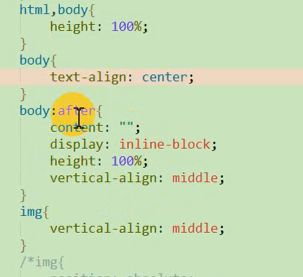 html,body{
height: 100%;
}
body{
text-align: center;
}
body:after{
content: "";
display: inline-block;
height: 100%;
vertical-align: middle;
}
img{
vertical-align: middle;
}
/*img{